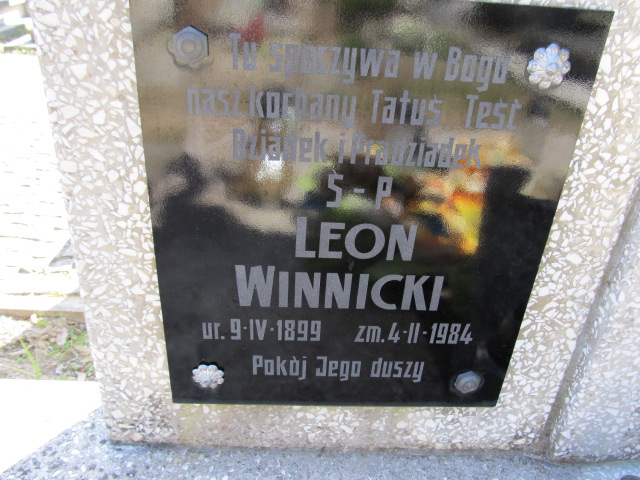 Tu spoczywa w Bogu
nasz kochany Tatuś, Teść
Dziadek i Pradziadek
Ś-P
LEON
WINNICKI
ur. 9-IV-1899 zm. 4-II-1984
Pokój Jego duszy